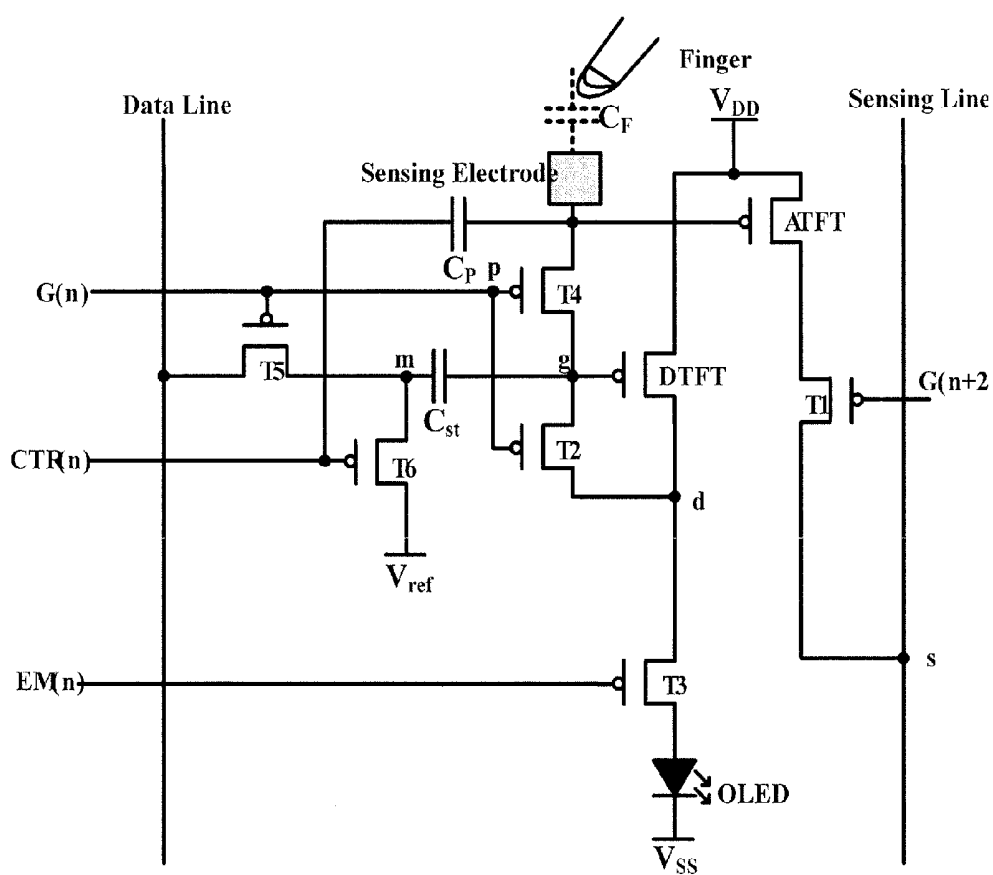 Finger
Data Line
V_DD
Sensing Line
C_F
Sensing Electrode
ATFT
C_P
p
G(n)
T4
m
g
T5
DTFT
G(n+2
T1
C_st
CTR(n)
T6
T2
d
V_ref
s
EM(n)
T3
OLED
V_SS